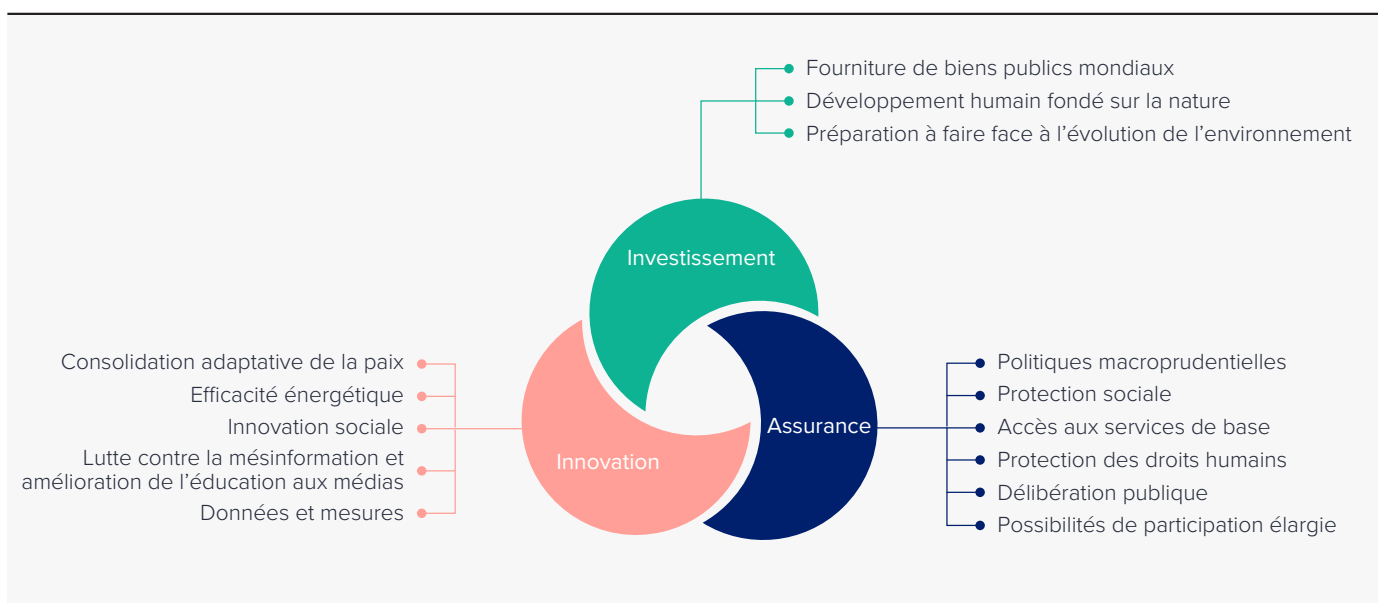 Fourniture de biens publics mondiaux
Développement humain fondé sur la nature
Préparation à faire face à l’évolution de l’environnement
Investissement
Consolidation adaptative de la paix
Efficacité énergétique
Innovation sociale
Lutte contre la mésinformation et
amélioration de l’éducation aux médias
Données et mesures
Innovation
Assurance
Politiques macroprudentielles
Protection sociale
Accès aux services de base
Protection des droits humains
Délibération publique
Possibilités de participation élargie